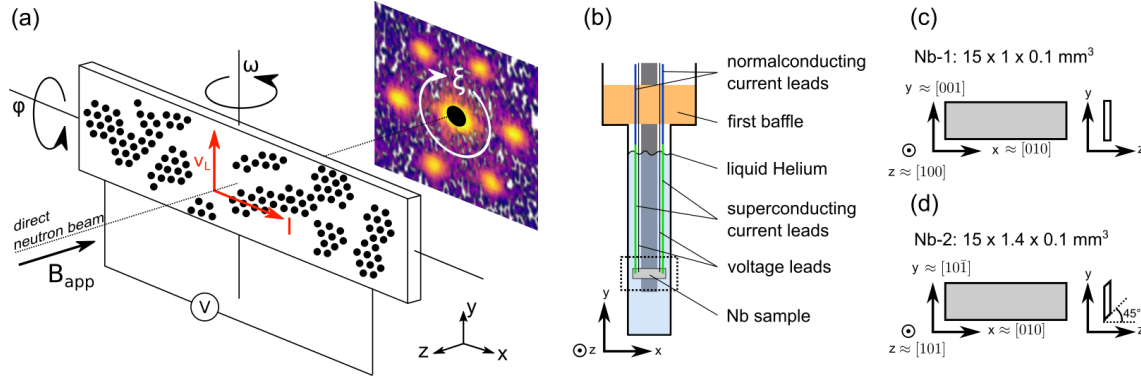 (a)
ω
φ
ξ
v_L
I
direct
neutron beam
B_app
V
y
z
x
(b)
normalconducting
current leads
first baffle
liquid Helium
superconducting
current leads
voltage leads
Nb sample
y
z
x
(c)
Nb-1: 15 x 1 x 0.1 mm³
y ≈ [001]
x ≈ [010]
z ≈ [100]
y
z
(d)
Nb-2: 15 x 1.4 x 0.1 mm³
y ≈ [101̄]
x ≈ [010]
z ≈ [101]
y
45°
z